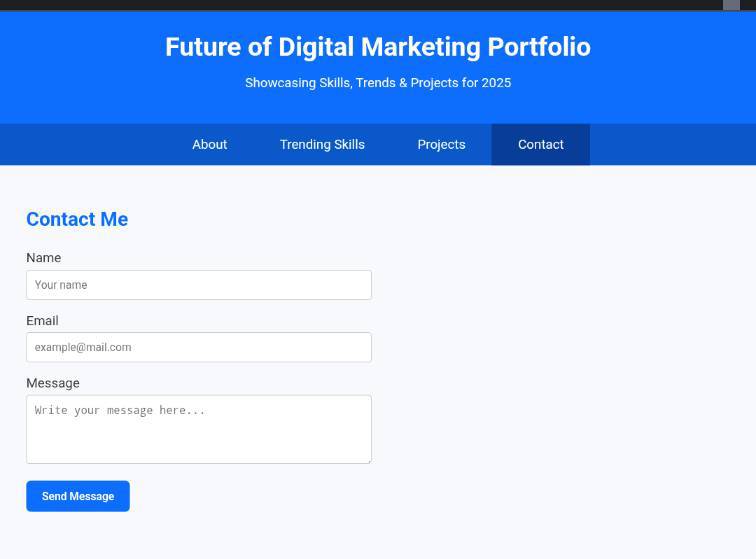 Future of Digital Marketing Portfolio
Showcasing Skills, Trends & Projects for 2025
About Trending Skills Projects Contact
Contact Me
Name
Your name
Email
example@mail.com
Message
Write your message here...
Send Message